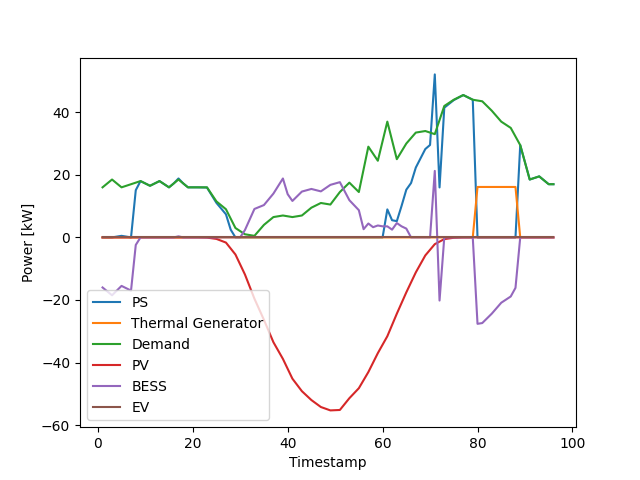 Power [kW]
40
20
0
−20
−40
−60
PS
Thermal Generator
Demand
PV
BESS
EV
0 20 40 60 80 100
Timestamp